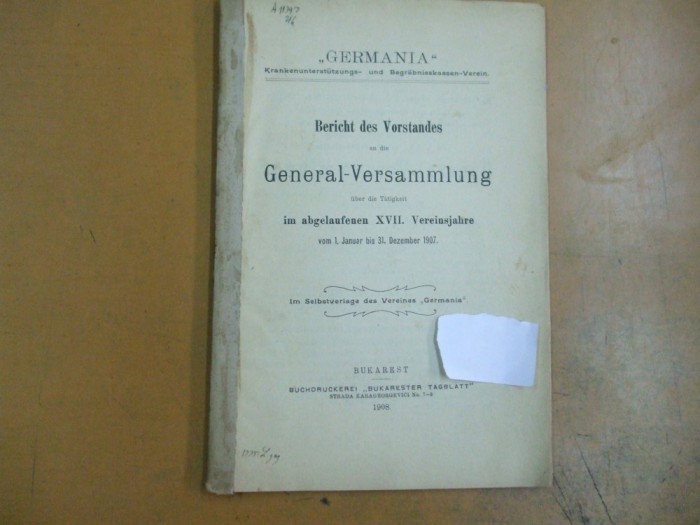 „GERMANIA"
Krankenunterstützungs- und Begräbnisskassen-Verein.
Bericht des Vorstandes
an die
General-Versammlung
über die Tätigkeit
im abgelaufenen XVII. Vereinsjahre
vom 1. Januar bis 31. Dezember 1907.
Im Selbstverlage des Vereines „Germania".
BUKAREST
BUCHDRUCKEREI „BUKARESTER TAGBLATT"
STRADA KARAGEORGEVICI No. 7–9
1908.